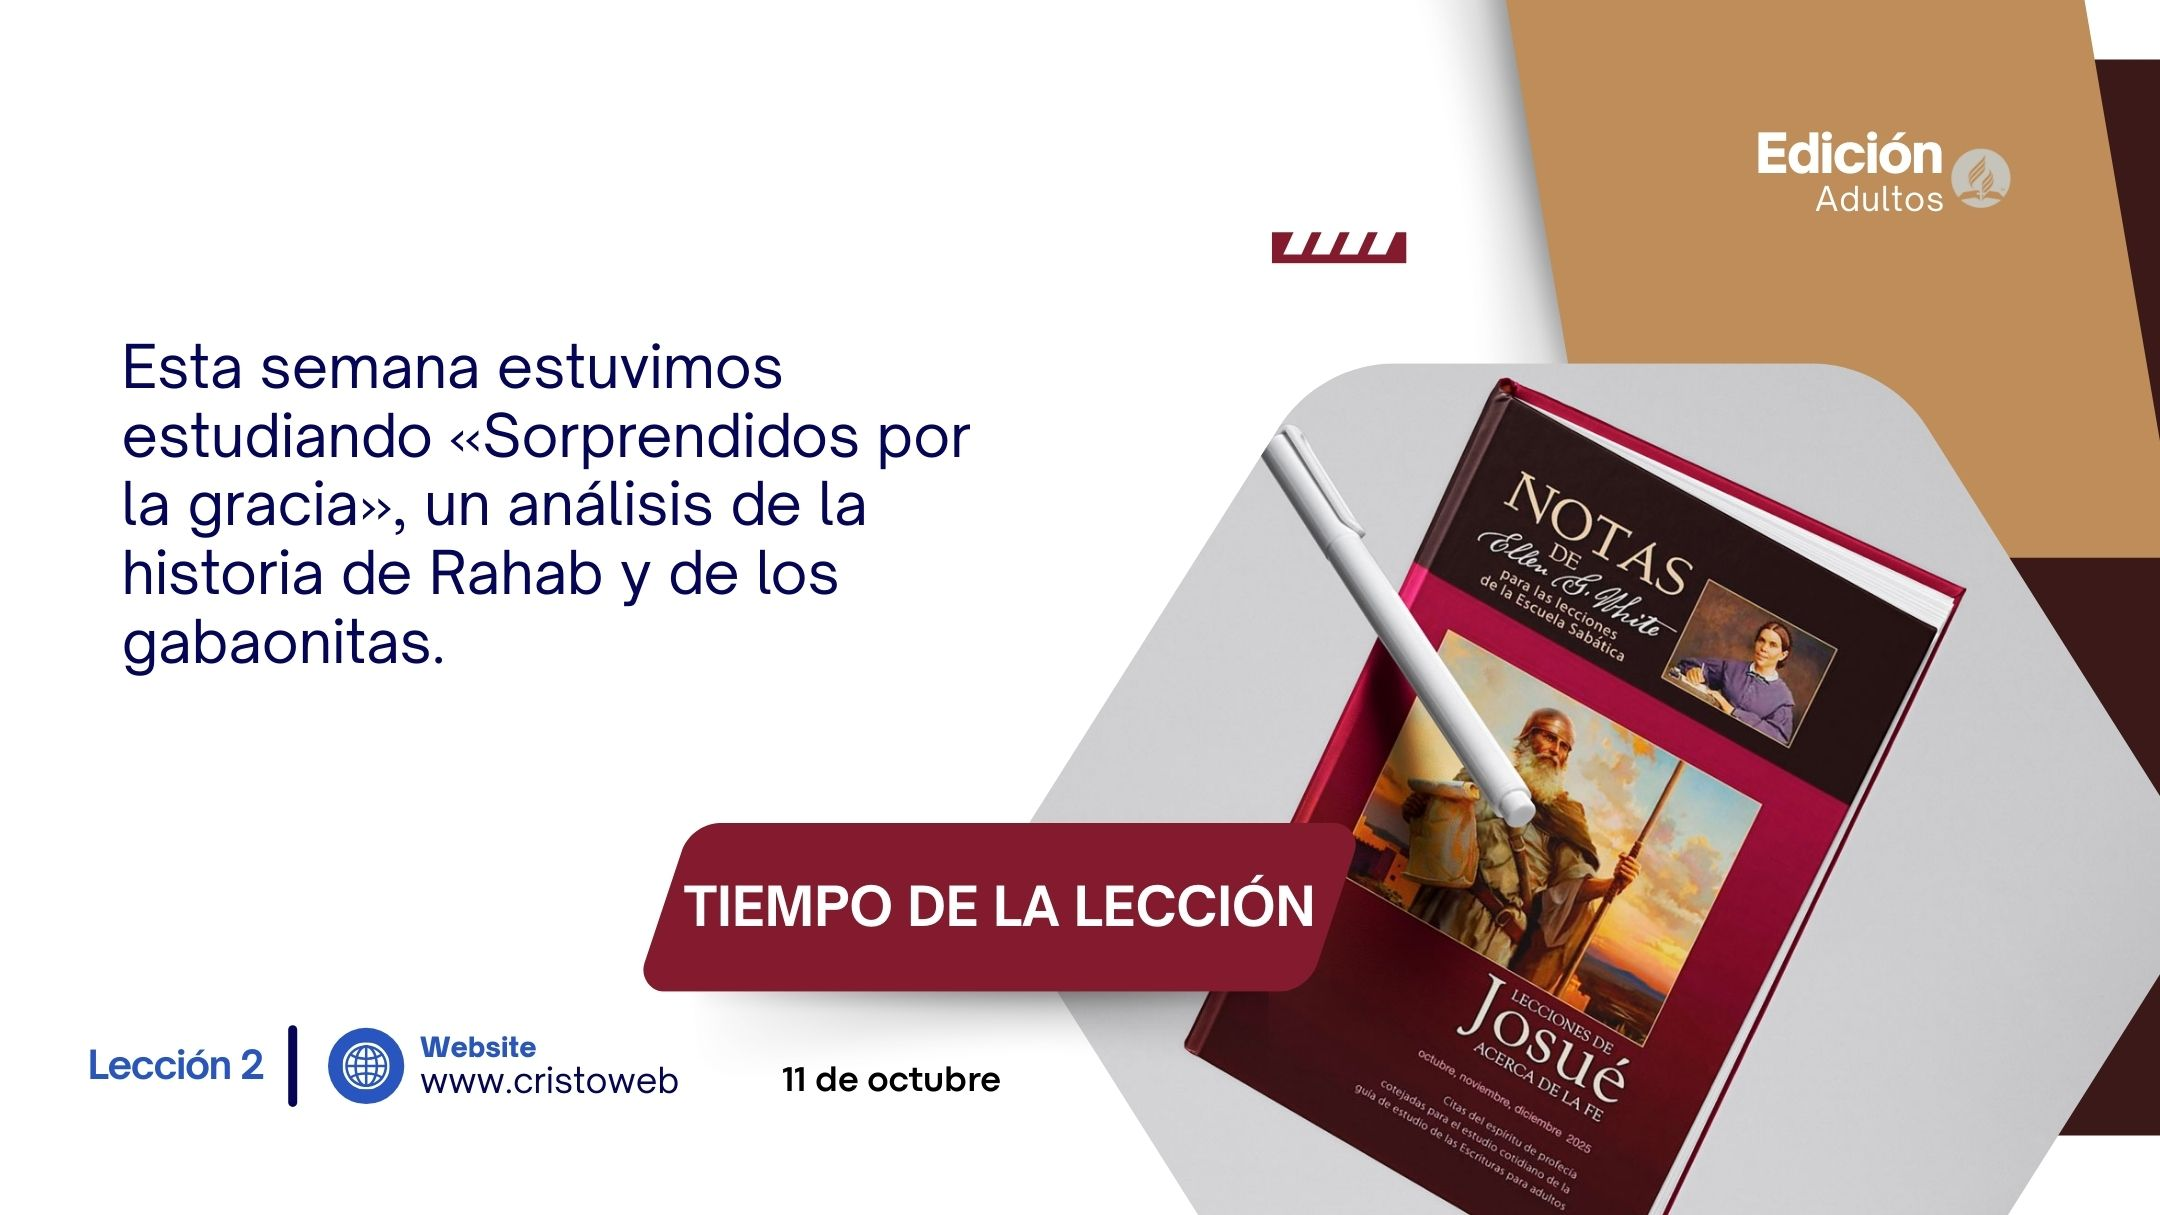 Edición
Adultos
Esta semana estuvimos
estudiando «Sorprendidos por
la gracia», un análisis de la
historia de Rahab y de los
gabaonitas.
NOTAS
DE
Ellen G. White
para las lecciones
de la Escuela Sabática
TIEMPO DE LA LECCIÓN
LECCIONES DE
Josué
ACERCA DE LA FE
octubre, noviembre, diciembre 2025
Citas del espíritu de profecía
cotejadas para el estudio cotidiano de la
guía de estudio de las Escrituras para adultos
Lección 2
Website
www.cristoweb
11 de octubre